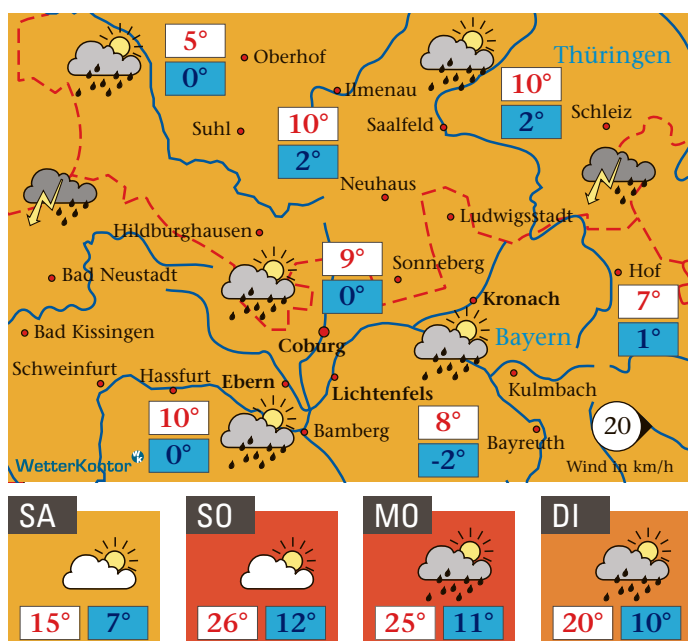 5°
Oberhof
0°
Thüringen
Ilmenau
10°
2°
Schleiz
Suhl
10°
Saalfeld
2°
Neuhaus
Ludwigsstadt
Hildburghausen
9°
Sonneberg
0°
Bad Neustadt
Hof
7°
1°
Kronach
Bad Kissingen
Coburg
Bayern
Schweinfurt
Hassfurt
Ebern
Lichtenfels
Kulmbach
10°
0°
Bamberg
8°
-2°
Bayreuth
20
Wind in km/h
WetterKontor
WK
SA
SO
MO
DI
15° 7°
26° 12°
25° 11°
20° 10°